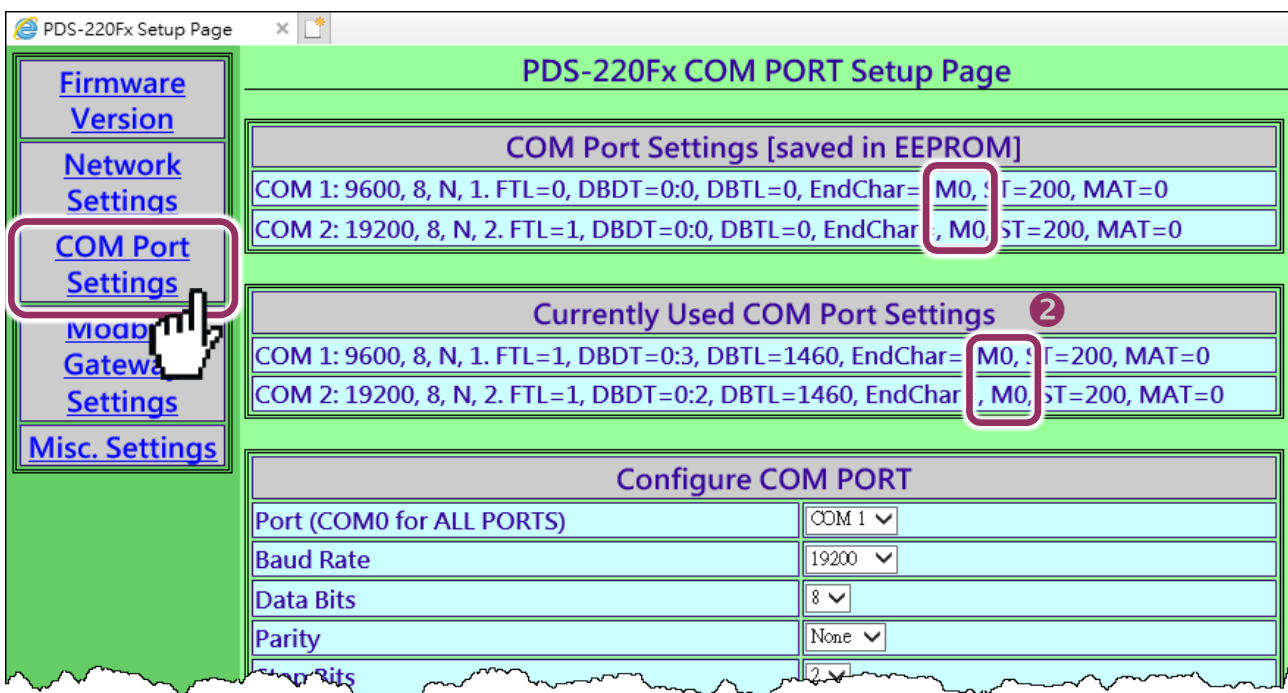 PDS-220Fx Setup Page
Firmware
Version
Network
Settings
COM Port
Settings
Gateway
Settings
Misc. Settings
PDS-220Fx COM PORT Setup Page
COM Port Settings [saved in EEPROM]
COM 1: 9600, 8, N, 1. FTL=0, DBDT=0:0, DBTL=0, EndChar= M0, ST=200, MAT=0
COM 2: 19200, 8, N, 2. FTL=1, DBDT=0:0, DBTL=0, EndChar=, M0, ST=200, MAT=0
Currently Used COM Port Settings 2
COM 1: 9600, 8, N, 1. FTL=1, DBDT=0:3, DBTL=1460, EndChar= M0, ST=200, MAT=0
COM 2: 19200, 8, N, 2. FTL=1, DBDT=0:2, DBTL=1460, EndChar=, M0, ST=200, MAT=0
Configure COM PORT
Port (COM0 for ALL PORTS) COM 1
Baud Rate 19200
Data Bits 8
Parity None
Stop Bits 2